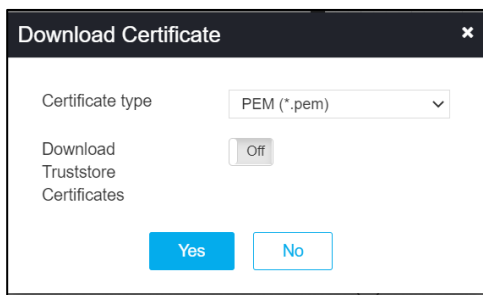 Download Certificate ×
Certificate type PEM (*.pem)
Download Off
Truststore
Certificates
Yes No